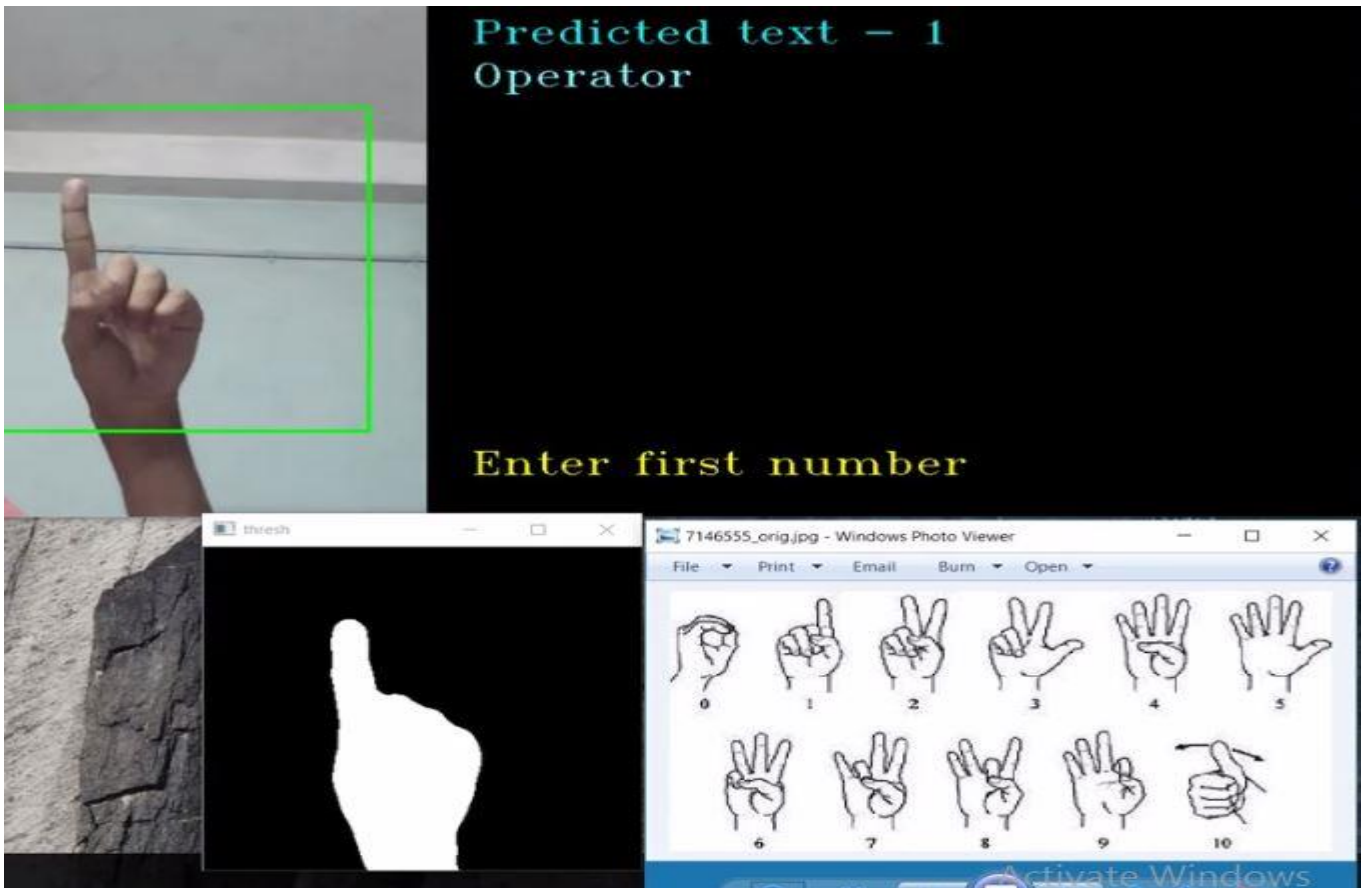 Predicted text - 1
Operator
Enter first number
thresh
7146555_orig.jpg - Windows Photo Viewer
File Print Email Burn Open
0 1 2 3 4 5
6 7 8 9 10
Activate Windows